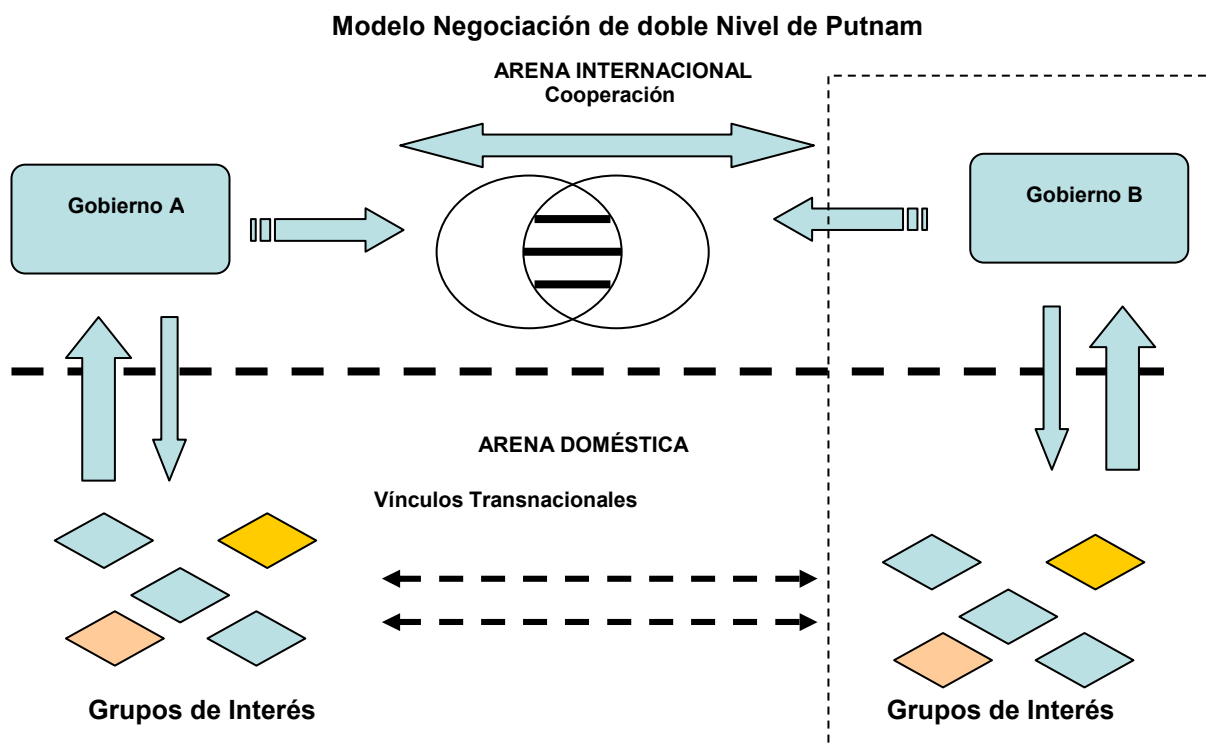 Modelo Negociación de doble Nivel de Putnam
ARENA INTERNACIONAL
Cooperación
Gobierno A
Gobierno B
ARENA DOMÉSTICA
Vínculos Transnacionales
Grupos de Interés
Grupos de Interés